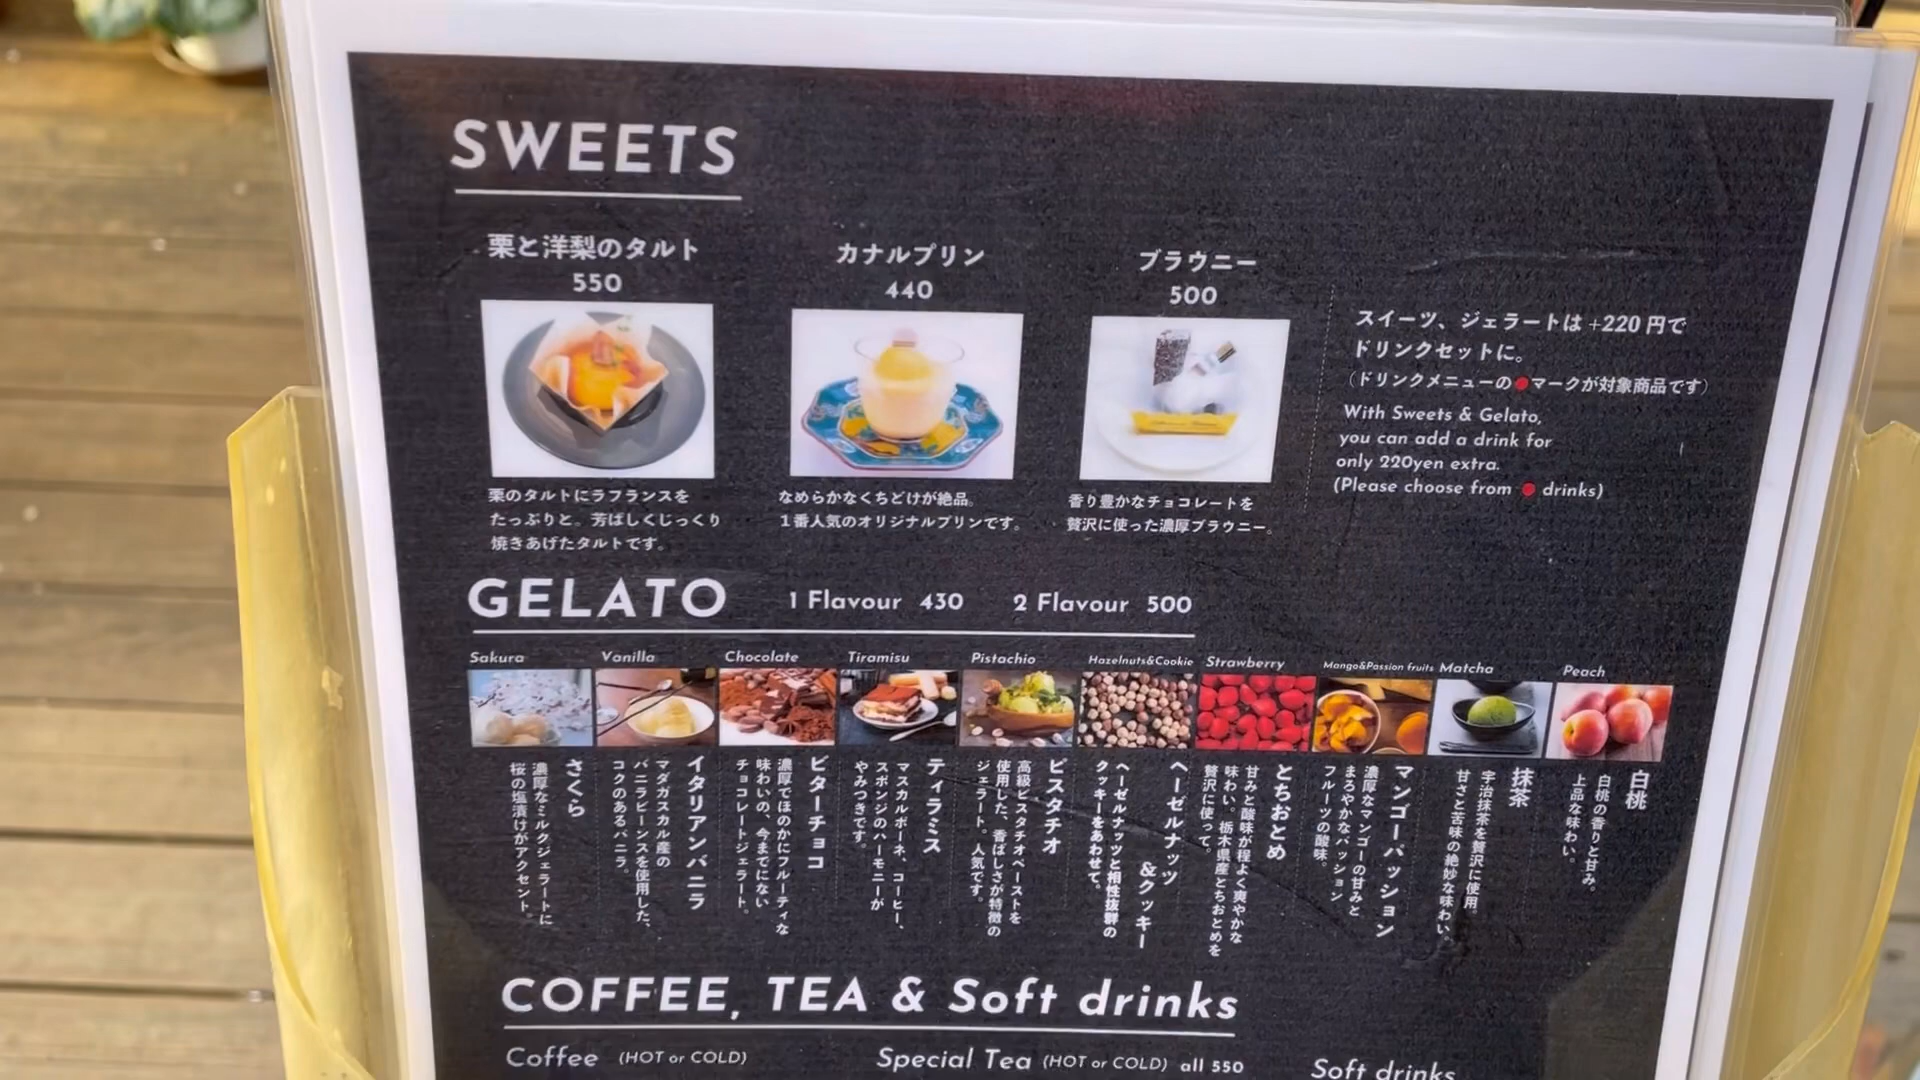 SWEETS
栗と洋梨のタルト
550
栗のタルトにラフランスを
たっぷりと。芳ばしくじっくり
焼きあげたタルトです。
カナルプリン
440
なめらかなくちどけが絶品。
1番人気のオリジナルプリンです。
ブラウニー
500
香り豊かなチョコレートを
贅沢に使った濃厚ブラウニー。
スイーツ、ジェラートは +220 円で
ドリンクセットに。
(ドリンクメニューの●マークが対象商品です)
With Sweets & Gelato,
you can add a drink for
only 220yen extra.
(Please choose from ● drinks)
GELATO 1 Flavour 430 2 Flavour 500
Sakura
さくら
濃厚なミルクジェラートに
桜の塩漬けがアクセント。
Vanilla
イタリアンバニラ
マダガスカル産の
バニラビーンズを使用した、
コクのあるバニラ。
Chocolate
ビターチョコ
濃厚でほのかにフルーティな
味わいの、今までにない
チョコレートジェラート。
Tiramisu
ティラミス
マスカルポーネ、コーヒー、
スポンジのハーモニーが
やみつきです。
Pistachio
ピスタチオ
高級ピスタチオペーストを
使用した、香ばしさが特徴の
ジェラート。人気です。
Hazelnuts&Cookie
ヘーゼルナッツ
&クッキー
ヘーゼルナッツと相性抜群の
クッキーをあわせて。
Strawberry
とちおとめ
甘みと酸味が程よく爽やかな
味わい。栃木県産とちおとめを
贅沢に使って。
Mango&Passion fruits
マンゴーパッション
濃厚なマンゴーの甘みと
まろやかなパッション
フルーツの酸味。
Matcha
抹茶
宇治抹茶を贅沢に使用。
甘さと苦味の絶妙な味わい。
Peach
白桃
白桃の香りと甘み。
上品な味わい。
COFFEE, TEA & Soft drinks
Coffee (HOT or COLD)
Special Tea (HOT or COLD) all 550
Soft drinks